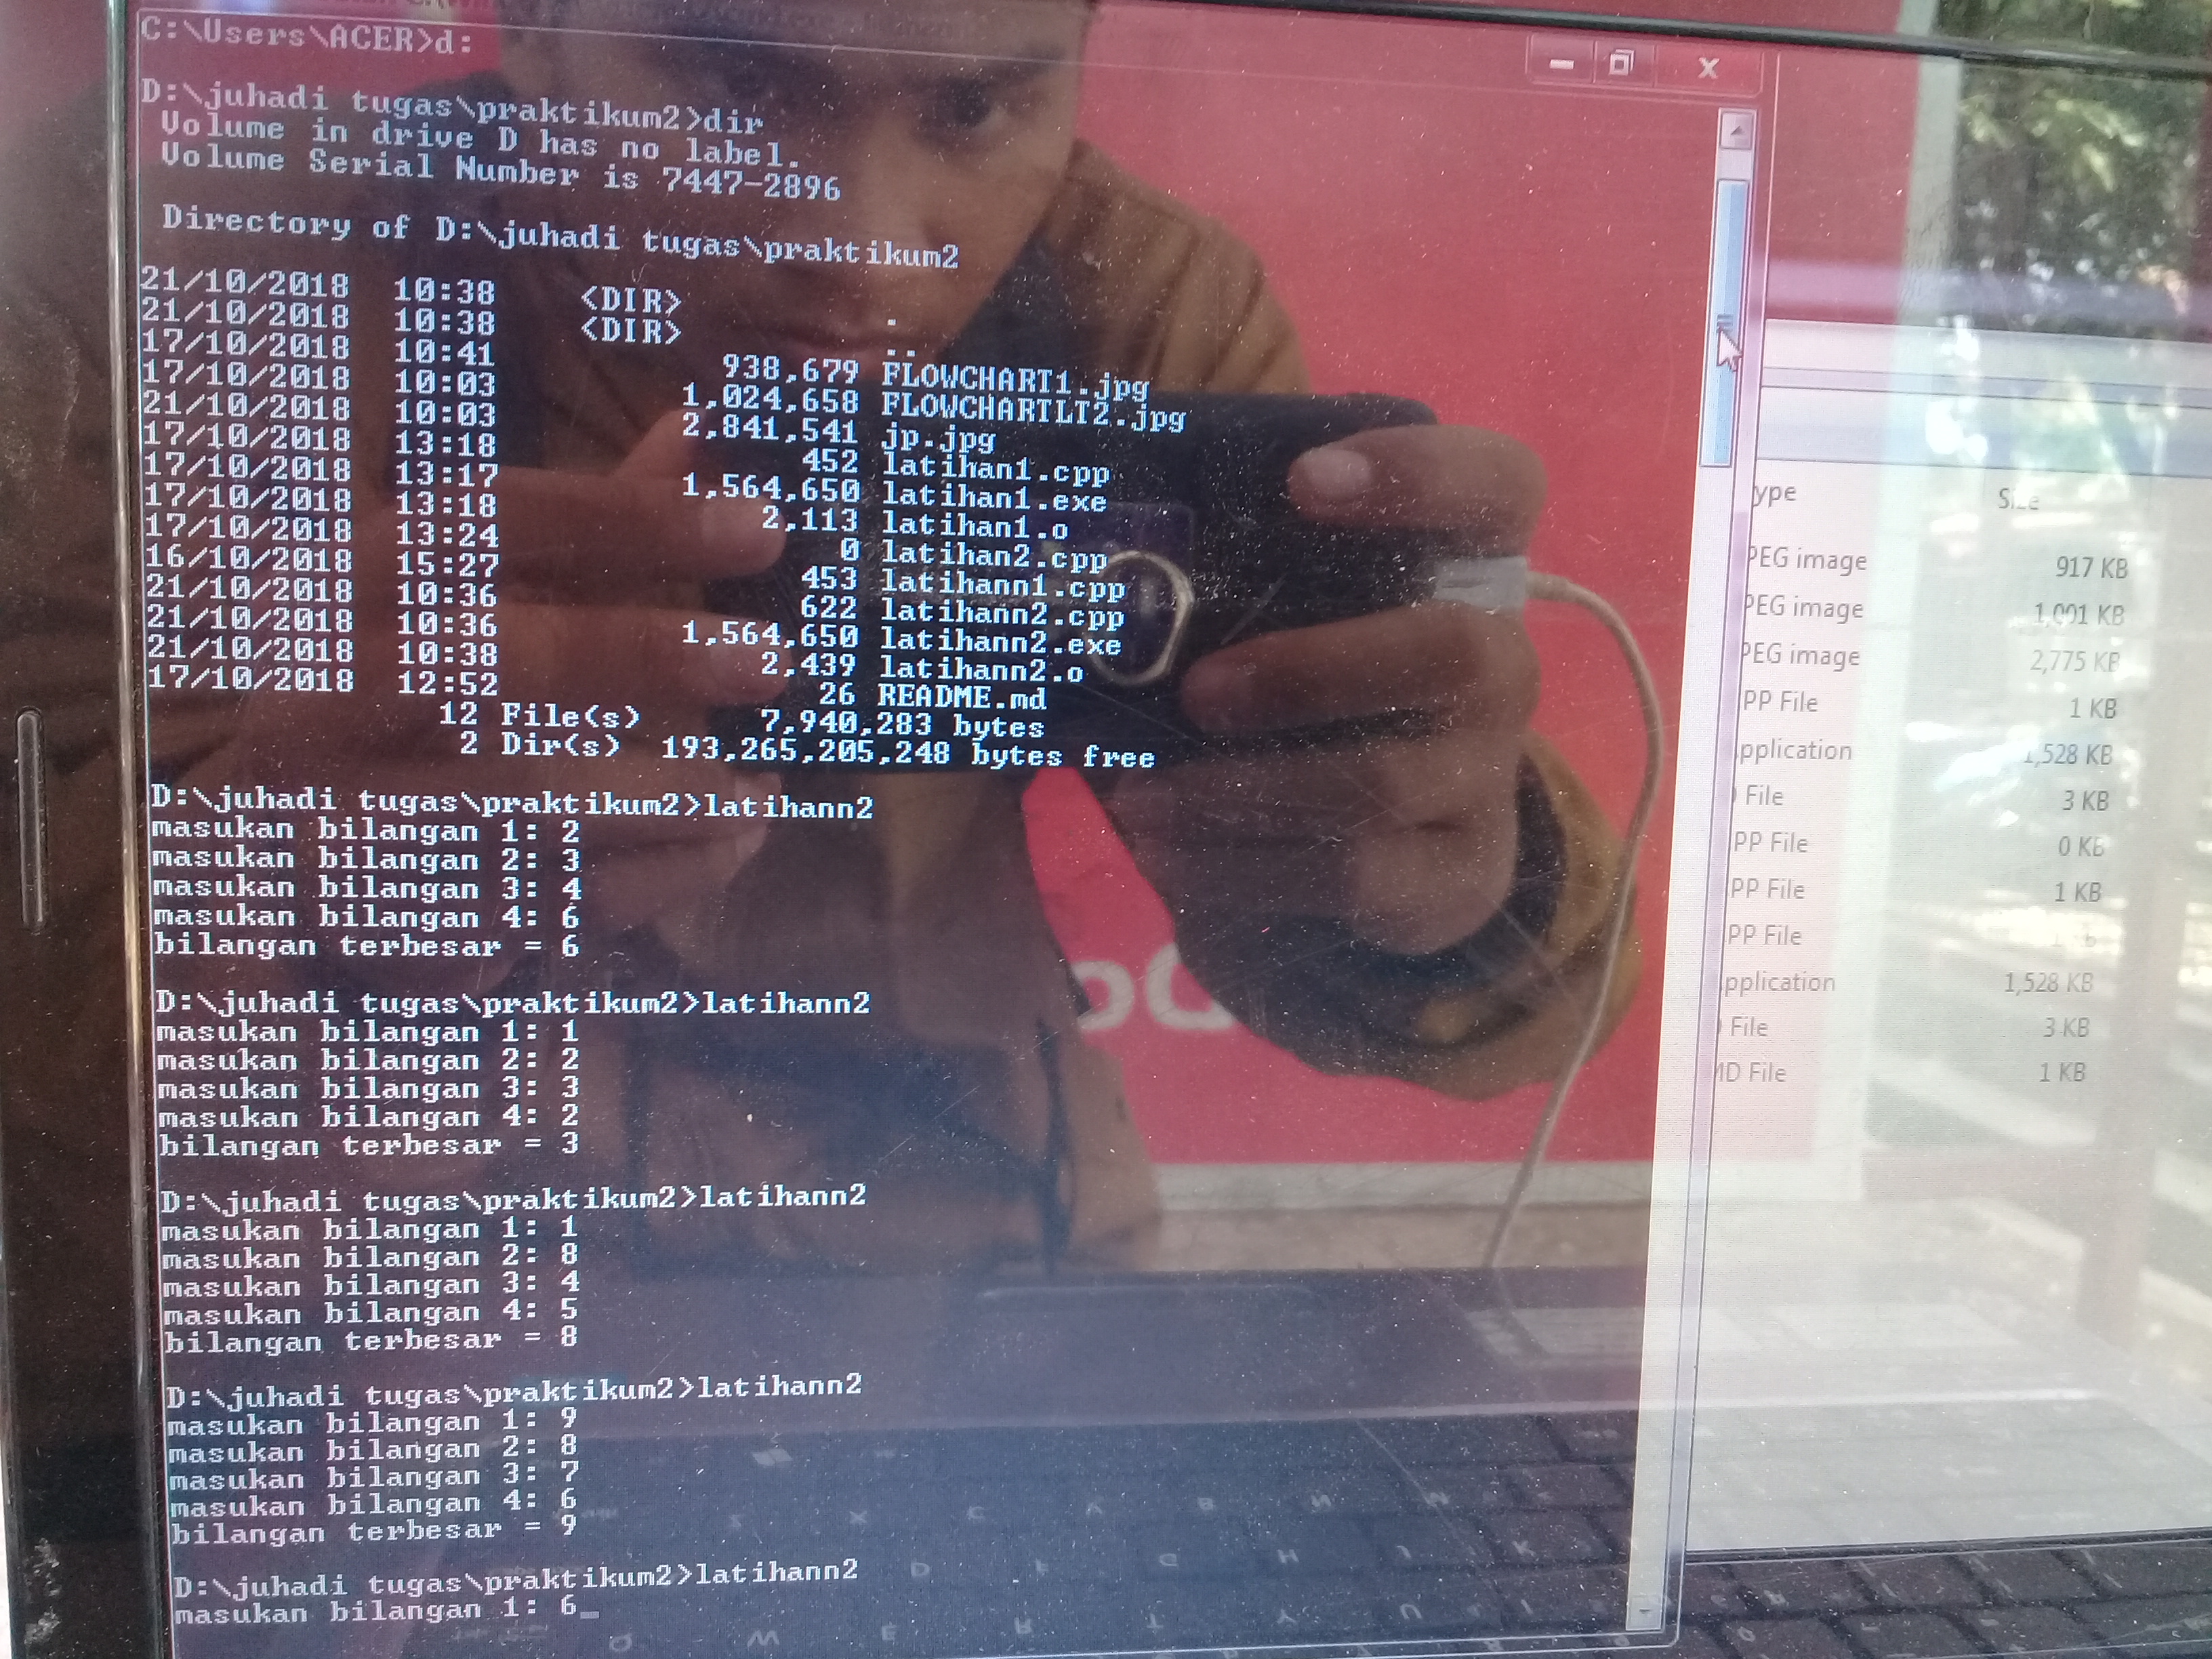 C:\Users\ACER>d:
D:\juhadi tugas\praktikum2>dir
Volume in drive D has no label.
Volume Serial Number is 7447-2896
Directory of D:\juhadi tugas\praktikum2
21/10/2018 10:38 <DIR> .
21/10/2018 10:38 <DIR> ..
17/10/2018 10:41 938,679 FLOWCHART1.jpg
17/10/2018 10:03 1,024,658 FLOWCHARTLT2.jpg
21/10/2018 10:03 2,841,541 jp.jpg
17/10/2018 13:18 452 latihan1.cpp
17/10/2018 13:17 1,564,650 latihan1.exe
17/10/2018 13:18 2,113 latihan1.o
17/10/2018 13:24 0 latihan2.cpp
16/10/2018 15:27 453 latihann1.cpp
21/10/2018 10:36 622 latihann2.cpp
21/10/2018 10:36 1,564,650 latihann2.exe
21/10/2018 10:38 2,439 latihann2.o
17/10/2018 12:52 26 README.md
12 File(s) 7,940,283 bytes
2 Dir(s) 193,265,205,248 bytes free
D:\juhadi tugas\praktikum2>latihann2
masukan bilangan 1: 2
masukan bilangan 2: 3
masukan bilangan 3: 4
masukan bilangan 4: 6
bilangan terbesar = 6
D:\juhadi tugas\praktikum2>latihann2
masukan bilangan 1: 1
masukan bilangan 2: 2
masukan bilangan 3: 3
masukan bilangan 4: 2
bilangan terbesar = 3
D:\juhadi tugas\praktikum2>latihann2
masukan bilangan 1: 1
masukan bilangan 2: 8
masukan bilangan 3: 4
masukan bilangan 4: 5
bilangan terbesar = 8
D:\juhadi tugas\praktikum2>latihann2
masukan bilangan 1: 9
masukan bilangan 2: 8
masukan bilangan 3: 7
masukan bilangan 4: 6
bilangan terbesar = 9
D:\juhadi tugas\praktikum2>latihann2
masukan bilangan 1: 6_
ype Size
PEG image 917 KB
PEG image 1,001 KB
PEG image 2,775 KB
PP File 1 KB
pplication 1,528 KB
File 3 KB
PP File 0 KB
PP File 1 KB
PP File
pplication 1,528 KB
File 3 KB
MD File 1 KB